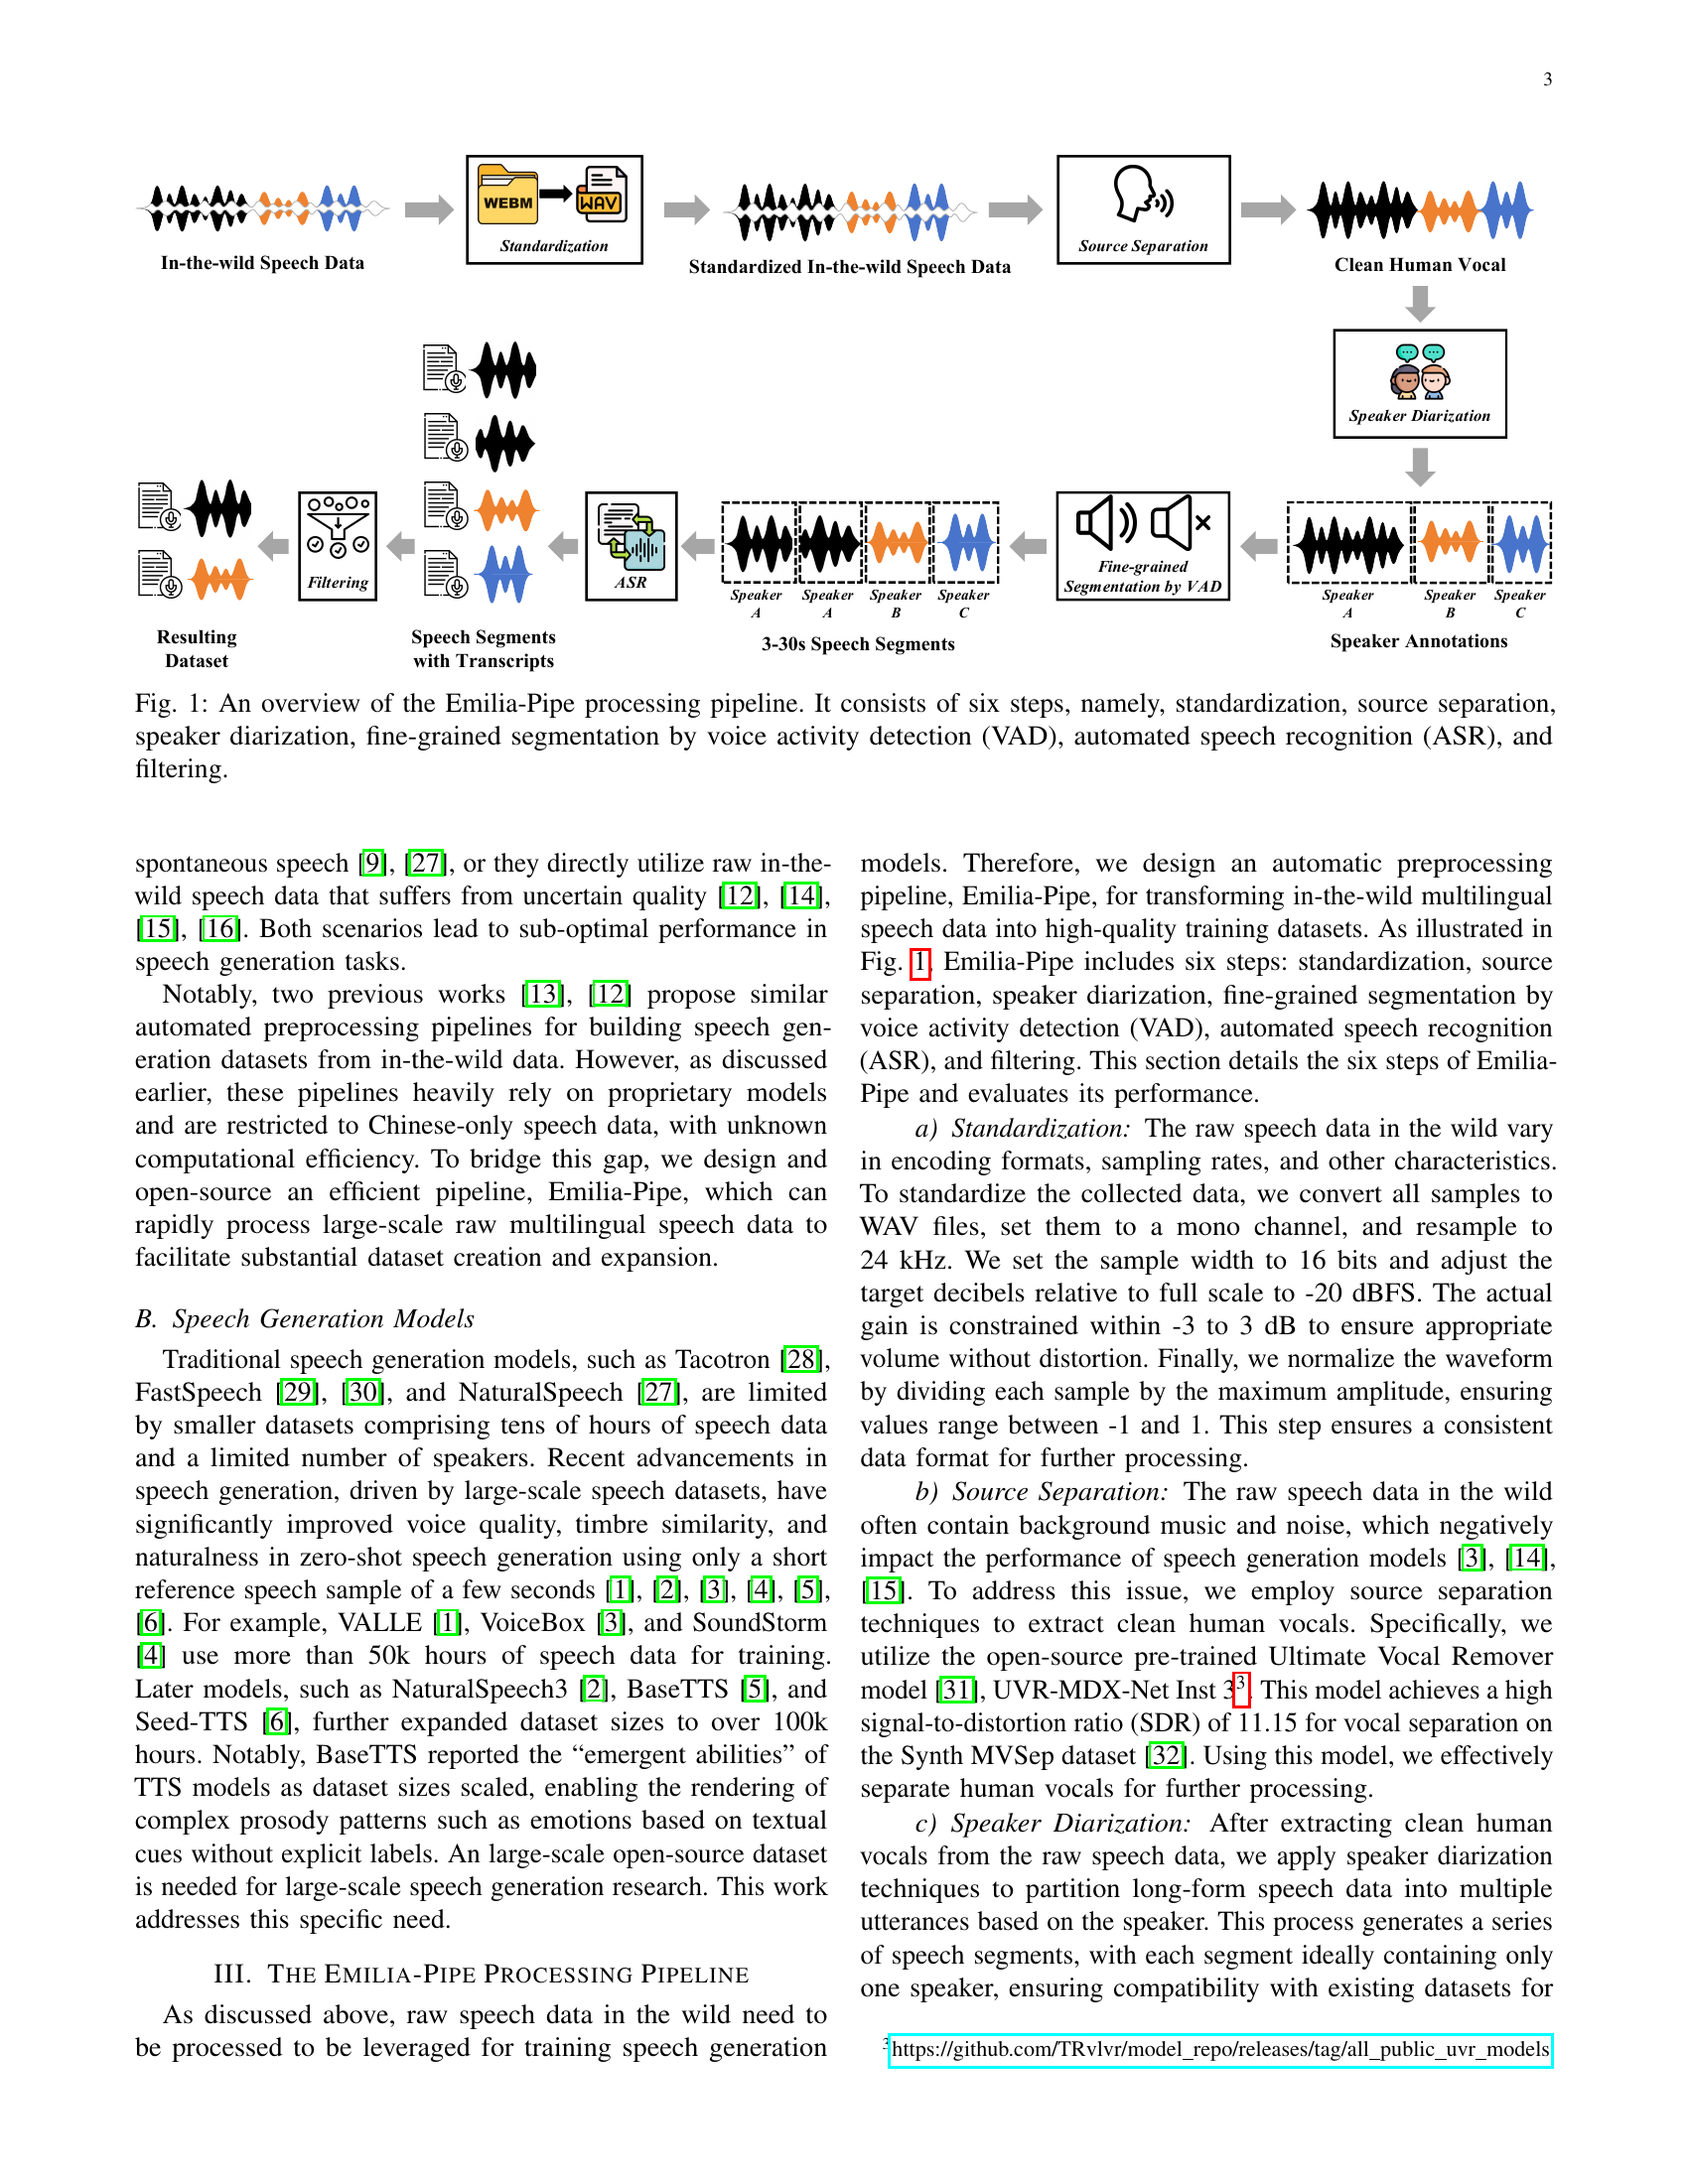 3
WEBM
WAV
Standardization
Source Separation
In-the-wild Speech Data
Standardized In-the-wild Speech Data
Clean Human Vocal
Speaker Diarization
Filtering
ASR
Fine-grained
Segmentation by VAD
Speaker
A
Speaker
A
Speaker
B
Speaker
C
Speaker
A
Speaker
B
Speaker
C
Resulting
Dataset
Speech Segments
with Transcripts
3-30s Speech Segments
Speaker Annotations
Fig. 1: An overview of the Emilia-Pipe processing pipeline. It consists of six steps, namely, standardization, source separation,
speaker diarization, fine-grained segmentation by voice activity detection (VAD), automated speech recognition (ASR), and
filtering.
spontaneous speech [9], [27], or they directly utilize raw in-the-
wild speech data that suffers from uncertain quality [12], [14],
[15], [16]. Both scenarios lead to sub-optimal performance in
speech generation tasks.
Notably, two previous works [13], [12] propose similar
automated preprocessing pipelines for building speech gen-
eration datasets from in-the-wild data. However, as discussed
earlier, these pipelines heavily rely on proprietary models
and are restricted to Chinese-only speech data, with unknown
computational efficiency. To bridge this gap, we design and
open-source an efficient pipeline, Emilia-Pipe, which can
rapidly process large-scale raw multilingual speech data to
facilitate substantial dataset creation and expansion.
B. Speech Generation Models
Traditional speech generation models, such as Tacotron [28],
FastSpeech [29], [30], and NaturalSpeech [27], are limited
by smaller datasets comprising tens of hours of speech data
and a limited number of speakers. Recent advancements in
speech generation, driven by large-scale speech datasets, have
significantly improved voice quality, timbre similarity, and
naturalness in zero-shot speech generation using only a short
reference speech sample of a few seconds [1], [2], [3], [4], [5],
[6]. For example, VALLE [1], VoiceBox [3], and SoundStorm
[4] use more than 50k hours of speech data for training.
Later models, such as NaturalSpeech3 [2], BaseTTS [5], and
Seed-TTS [6], further expanded dataset sizes to over 100k
hours. Notably, BaseTTS reported the “emergent abilities” of
TTS models as dataset sizes scaled, enabling the rendering of
complex prosody patterns such as emotions based on textual
cues without explicit labels. An large-scale open-source dataset
is needed for large-scale speech generation research. This work
addresses this specific need.
III. THE EMILIA-PIPE PROCESSING PIPELINE
As discussed above, raw speech data in the wild need to
be processed to be leveraged for training speech generation
models. Therefore, we design an automatic preprocessing
pipeline, Emilia-Pipe, for transforming in-the-wild multilingual
speech data into high-quality training datasets. As illustrated in
Fig. 1, Emilia-Pipe includes six steps: standardization, source
separation, speaker diarization, fine-grained segmentation by
voice activity detection (VAD), automated speech recognition
(ASR), and filtering. This section details the six steps of Emilia-
Pipe and evaluates its performance.
a) Standardization: The raw speech data in the wild vary
in encoding formats, sampling rates, and other characteristics.
To standardize the collected data, we convert all samples to
WAV files, set them to a mono channel, and resample to
24 kHz. We set the sample width to 16 bits and adjust the
target decibels relative to full scale to -20 dBFS. The actual
gain is constrained within -3 to 3 dB to ensure appropriate
volume without distortion. Finally, we normalize the waveform
by dividing each sample by the maximum amplitude, ensuring
values range between -1 and 1. This step ensures a consistent
data format for further processing.
b) Source Separation: The raw speech data in the wild
often contain background music and noise, which negatively
impact the performance of speech generation models [3], [14],
[15]. To address this issue, we employ source separation
techniques to extract clean human vocals. Specifically, we
utilize the open-source pre-trained Ultimate Vocal Remover
model [31], UVR-MDX-Net Inst 3³. This model achieves a high
signal-to-distortion ratio (SDR) of 11.15 for vocal separation on
the Synth MVSep dataset [32]. Using this model, we effectively
separate human vocals for further processing.
c) Speaker Diarization: After extracting clean human
vocals from the raw speech data, we apply speaker diarization
techniques to partition long-form speech data into multiple
utterances based on the speaker. This process generates a series
of speech segments, with each segment ideally containing only
one speaker, ensuring compatibility with existing datasets for
³https://github.com/TRvlvr/model_repo/releases/tag/all_public_uvr_models